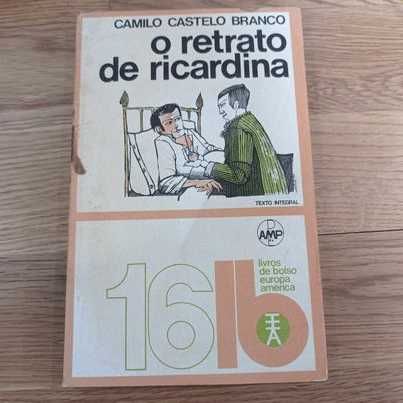 CAMILO CASTELO BRANCO
o retrato
de ricardina
TEXTO INTEGRAL
AMP
16 lb
livros
de bolso
europa
américa